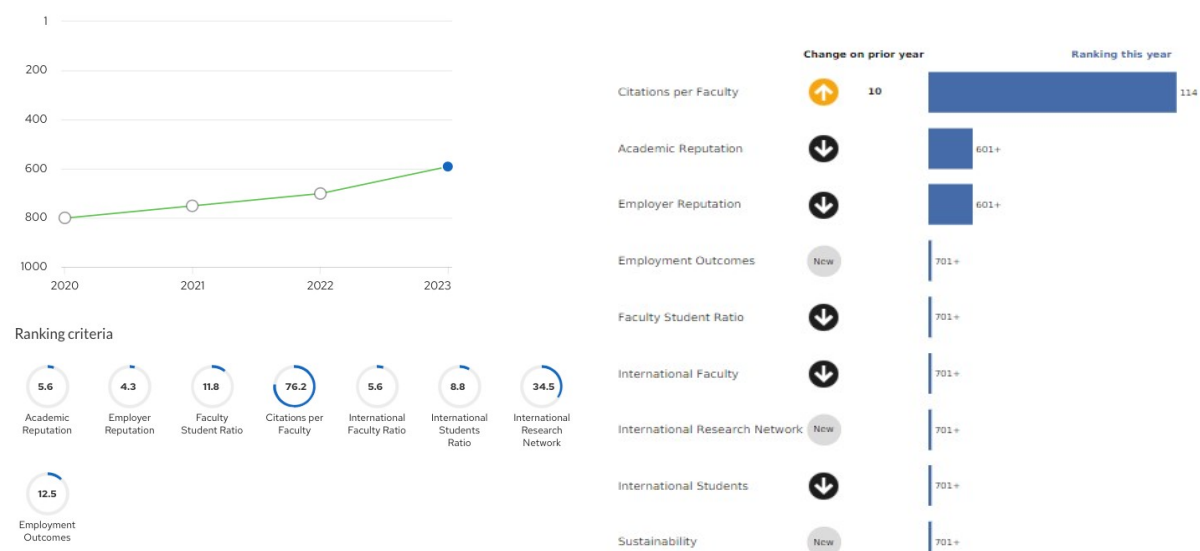 1
200
400
600
800
1000
2020 2021 2022 2023
Ranking criteria
5.6 4.3 11.8 76.2 5.6 8.8 34.5
Academic Employer Faculty Citations per International International International
Reputation Reputation Student Ratio Faculty Faculty Ratio Students Research
Ratio Network
12.5
Employment
Outcomes
Change on prior year Ranking this year
Citations per Faculty 10 114
Academic Reputation 601+
Employer Reputation 601+
Employment Outcomes New 701+
Faculty Student Ratio 701+
International Faculty 701+
International Research Network New 701+
International Students 701+
Sustainability New 701+